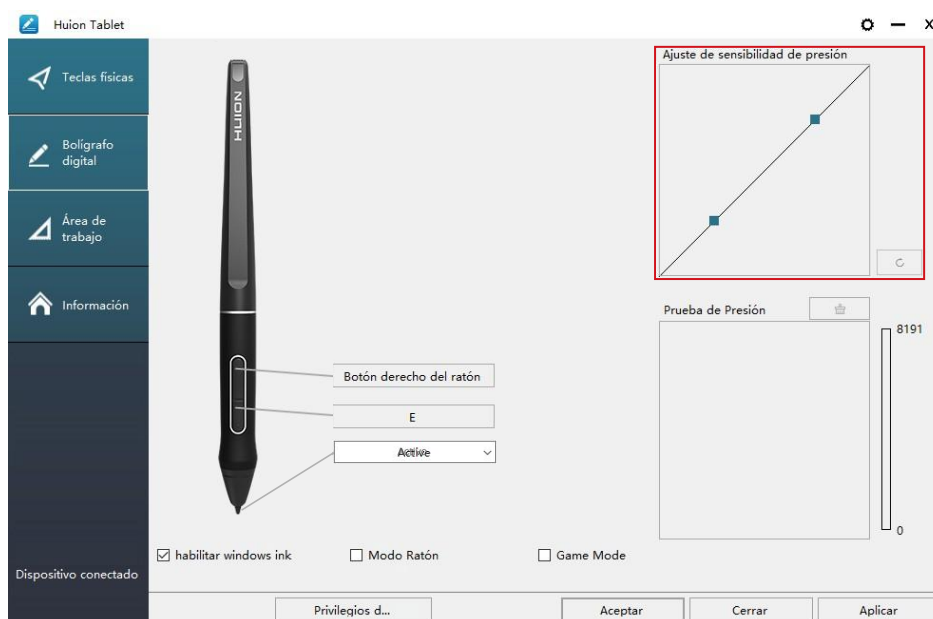 Huion Tablet
Teclas físicas
Bolígrafo
digital
Área de
trabajo
Información
Dispositivo conectado
HUION
Botón derecho del ratón
E
Active
habilitar windows ink
Modo Ratón
Game Mode
Ajuste de sensibilidad de presión
Prueba de Presión
8191
0
Privilegios d...
Aceptar
Cerrar
Aplicar